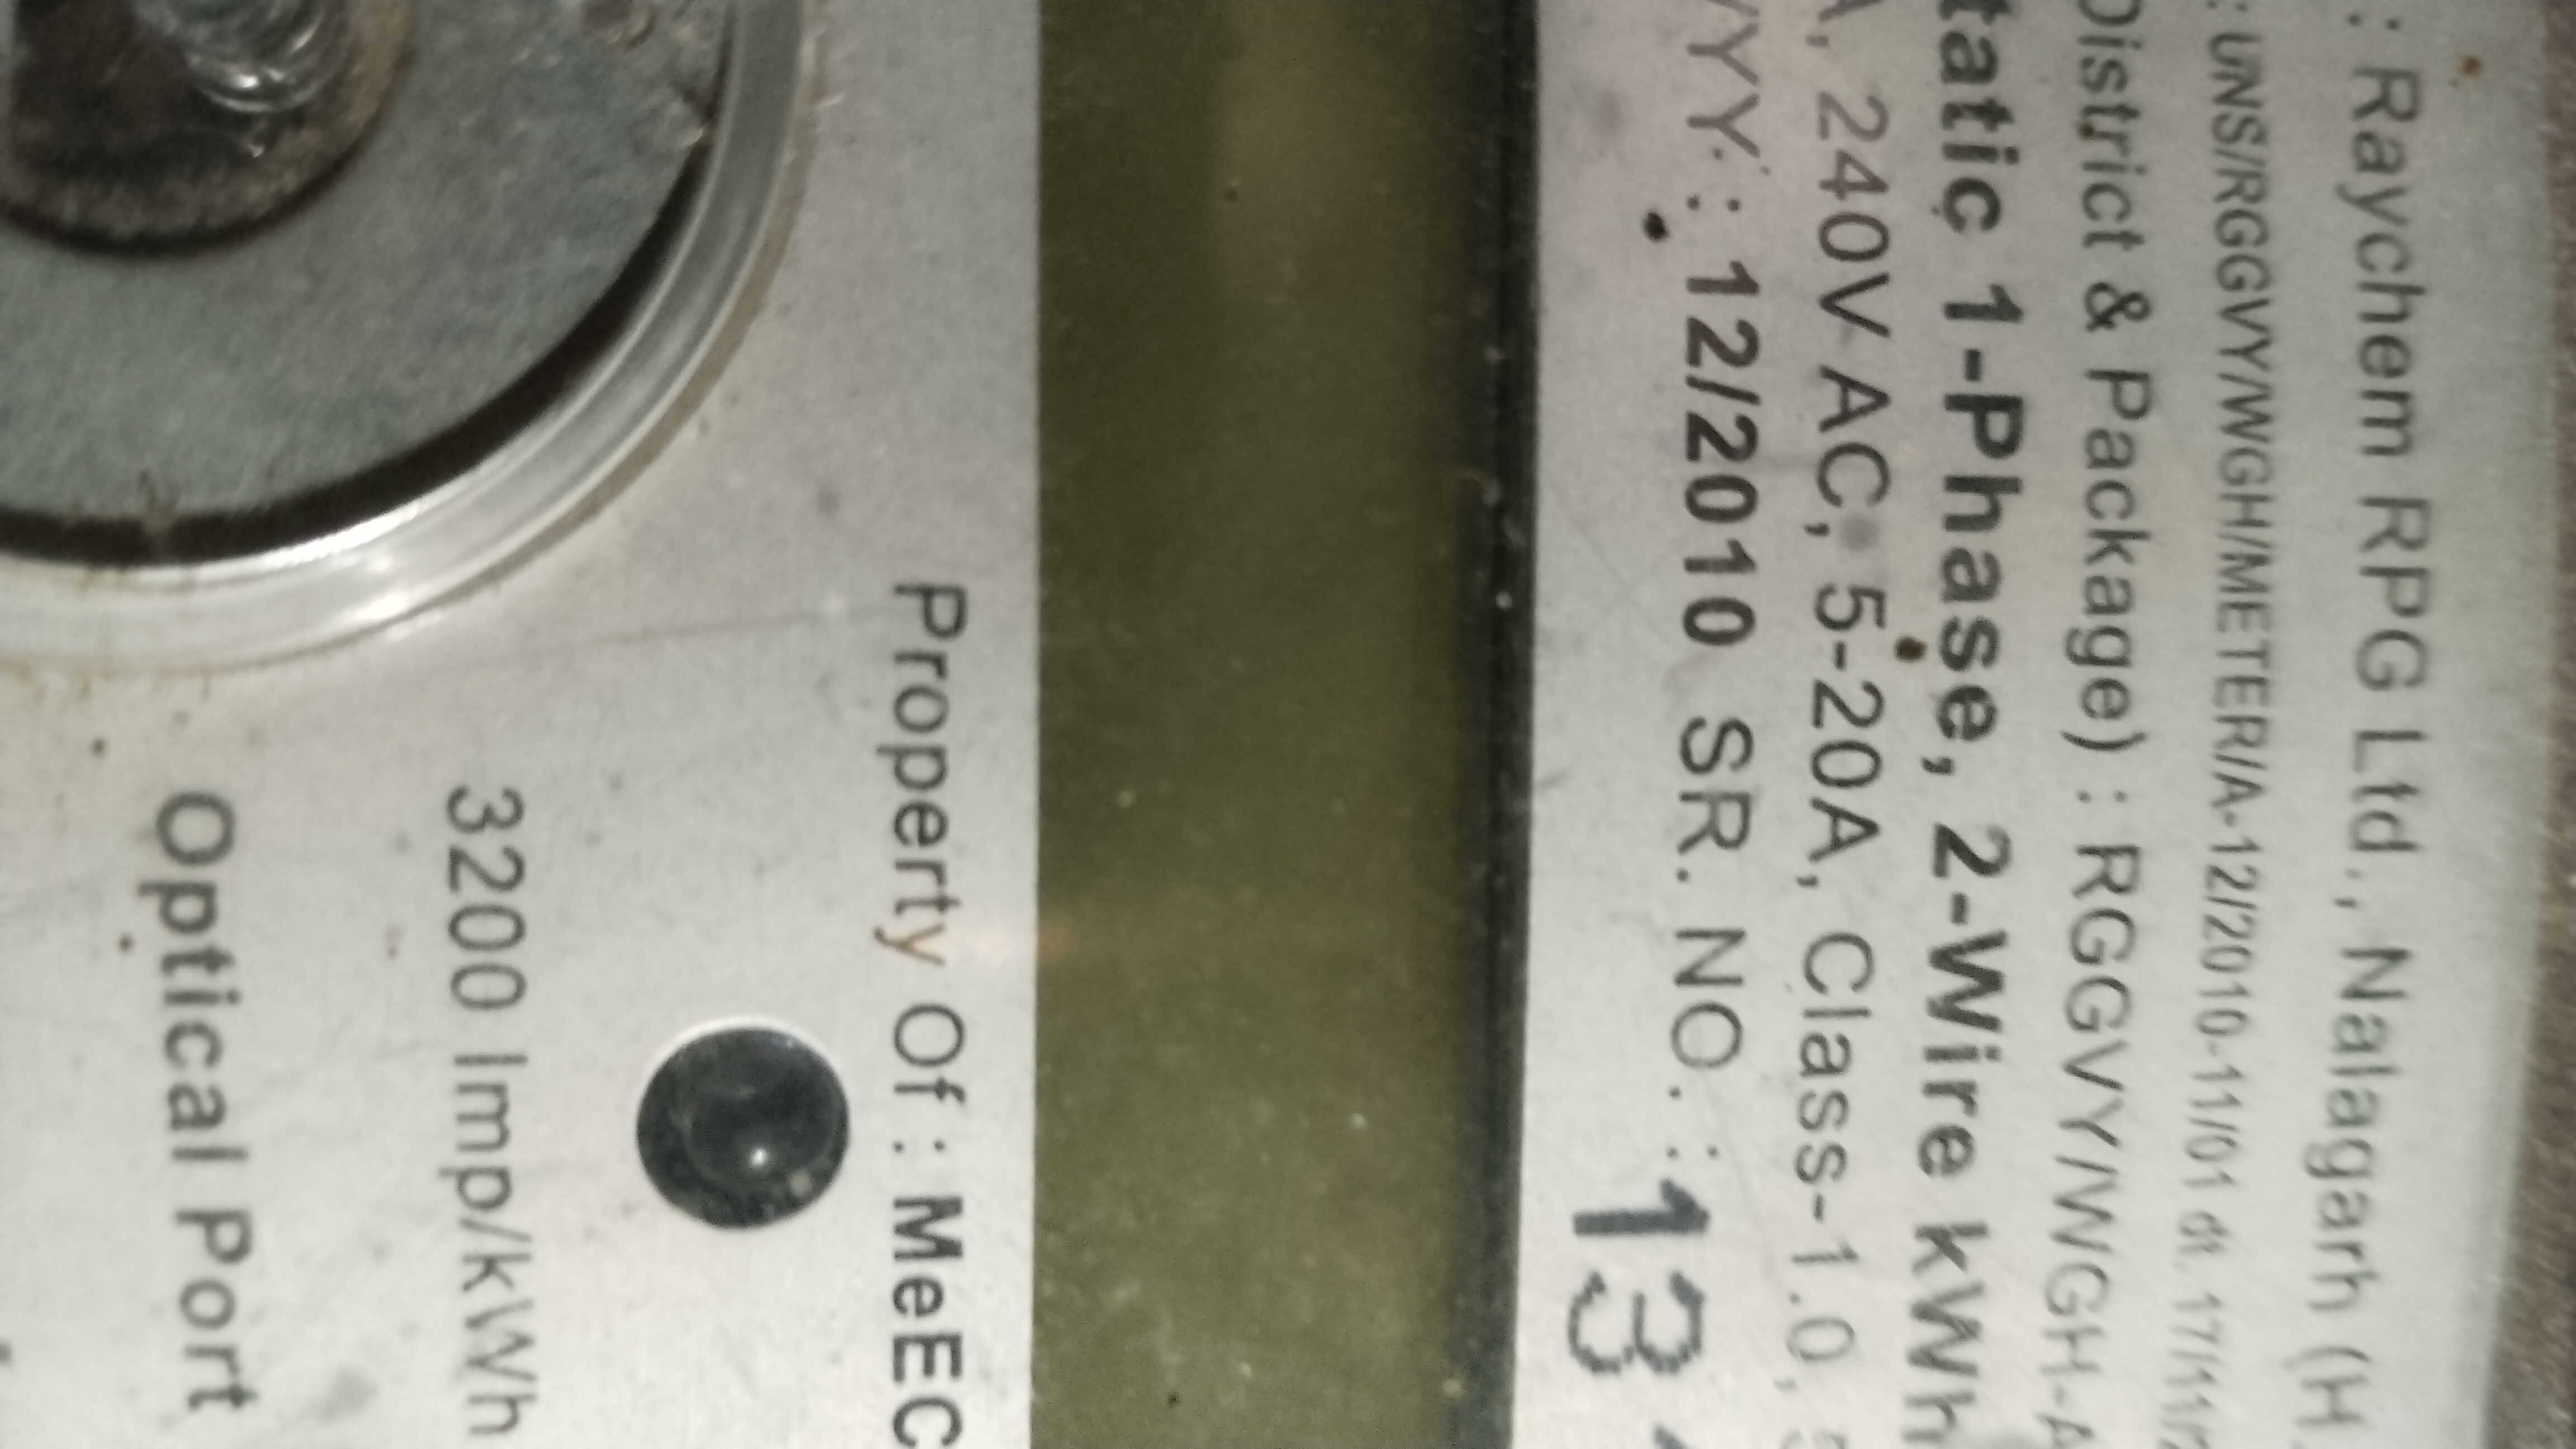 : Raychem RPG Ltd., Nalagarh (H
: UNS/RGGVY/WGH/METER/A-12/2010-11/01 dt. 17/11/2
District & Package) : RGGVY/WGH-A
tatic 1-Phase, 2-Wire kWh
A, 240V AC, 5-20A, Class-1.0,
YYY : 12/2010 SR. NO. : 13
Property Of : MeEC
3200 Imp/kWh
Optical Port